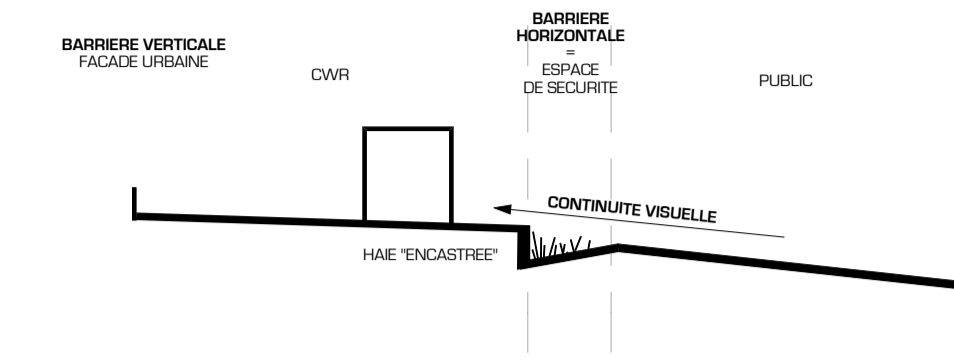 BARRIERE VERTICALE
FACADE URBAINE
CWR
BARRIERE
HORIZONTALE
=
ESPACE
DE SECURITE
PUBLIC
CONTINUITE VISUELLE
HAIE "ENCASTREE"